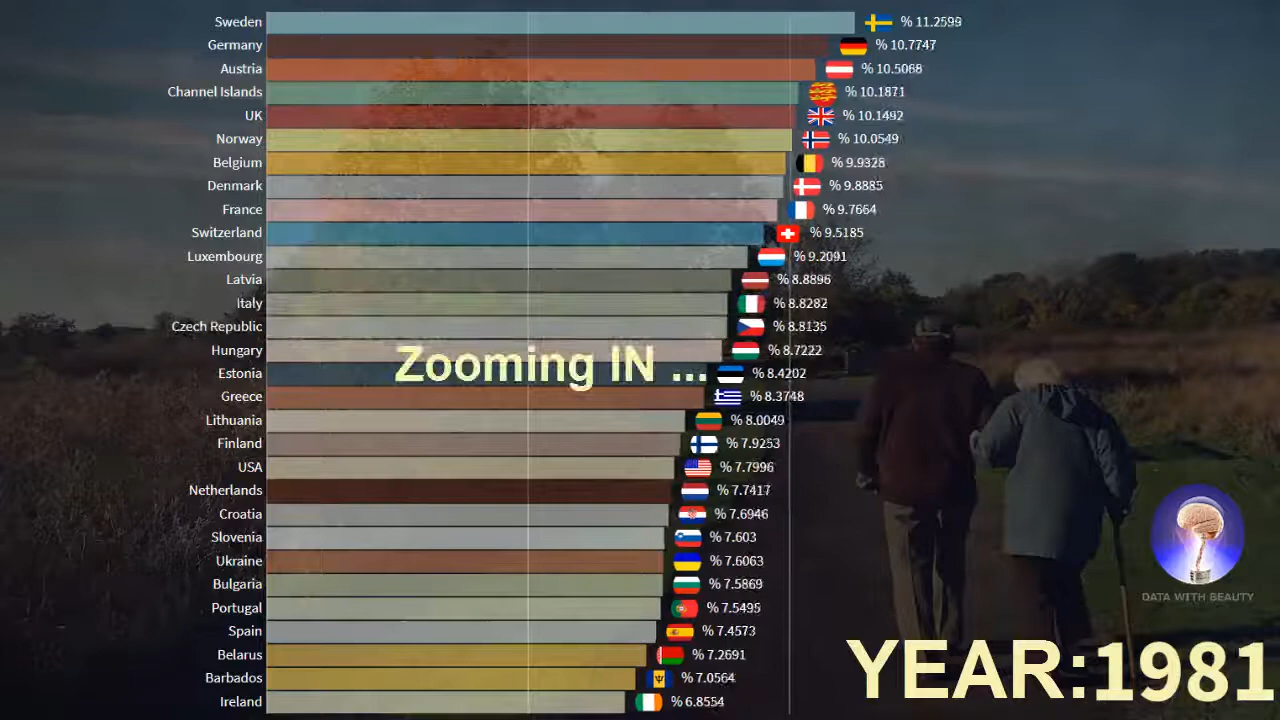 Sweden % 11.2599
Germany % 10.7747
Austria % 10.5068
Channel Islands % 10.1871
UK % 10.1492
Norway % 10.0549
Belgium % 9.9328
Denmark % 9.8885
France % 9.7664
Switzerland % 9.5185
Luxembourg % 9.2091
Latvia % 8.8896
Italy % 8.8282
Czech Republic % 8.8135
Hungary % 8.7222
Zooming IN ...
Estonia % 8.4202
Greece % 8.3748
Lithuania % 8.0049
Finland % 7.9253
USA % 7.7996
Netherlands % 7.7417
Croatia % 7.6946
Slovenia % 7.603
Ukraine % 7.6063
Bulgaria % 7.5869
DATA WITH BEAUTY
Portugal % 7.5495
Spain % 7.4573
Belarus % 7.2691
Barbados % 7.0564
Ireland % 6.8554
YEAR:1981